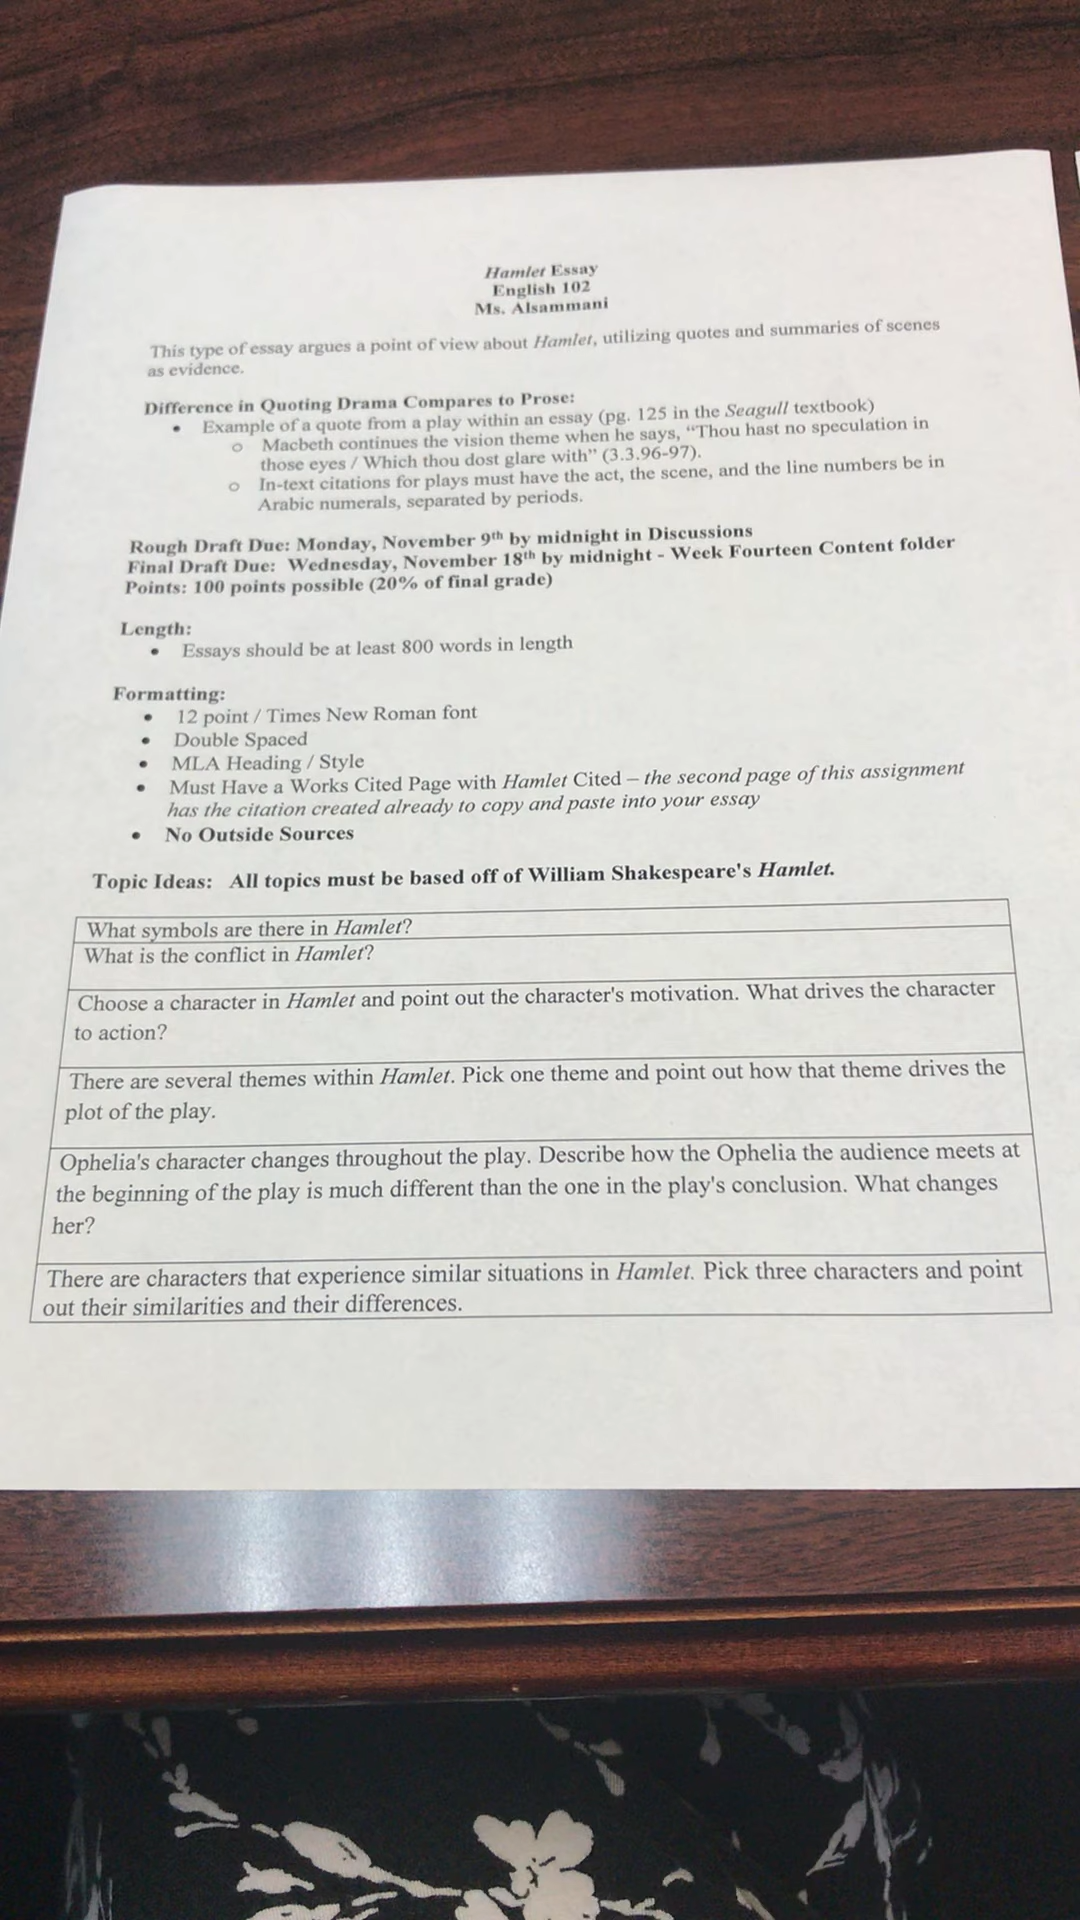 Hamlet Essay
English 102
Ms. Alsammani
This type of essay argues a point of view about Hamlet, utilizing quotes and summaries of scenes
as evidence.
Difference in Quoting Drama Compares to Prose:
• Example of a quote from a play within an essay (pg. 125 in the Seagull textbook)
o Macbeth continues the vision theme when he says, “Thou hast no speculation in
those eyes / Which thou dost glare with” (3.3.96-97).
o In-text citations for plays must have the act, the scene, and the line numbers be in
Arabic numerals, separated by periods.
Rough Draft Due: Monday, November 9th by midnight in Discussions
Final Draft Due: Wednesday, November 18th by midnight - Week Fourteen Content folder
Points: 100 points possible (20% of final grade)
Length:
• Essays should be at least 800 words in length
Formatting:
• 12 point / Times New Roman font
• Double Spaced
• MLA Heading / Style
• Must Have a Works Cited Page with Hamlet Cited – the second page of this assignment
has the citation created already to copy and paste into your essay
• No Outside Sources
Topic Ideas: All topics must be based off of William Shakespeare's Hamlet.
What symbols are there in Hamlet?
What is the conflict in Hamlet?
Choose a character in Hamlet and point out the character's motivation. What drives the character
to action?
There are several themes within Hamlet. Pick one theme and point out how that theme drives the
plot of the play.
Ophelia's character changes throughout the play. Describe how the Ophelia the audience meets at
the beginning of the play is much different than the one in the play's conclusion. What changes
her?
There are characters that experience similar situations in Hamlet. Pick three characters and point
out their similarities and their differences.